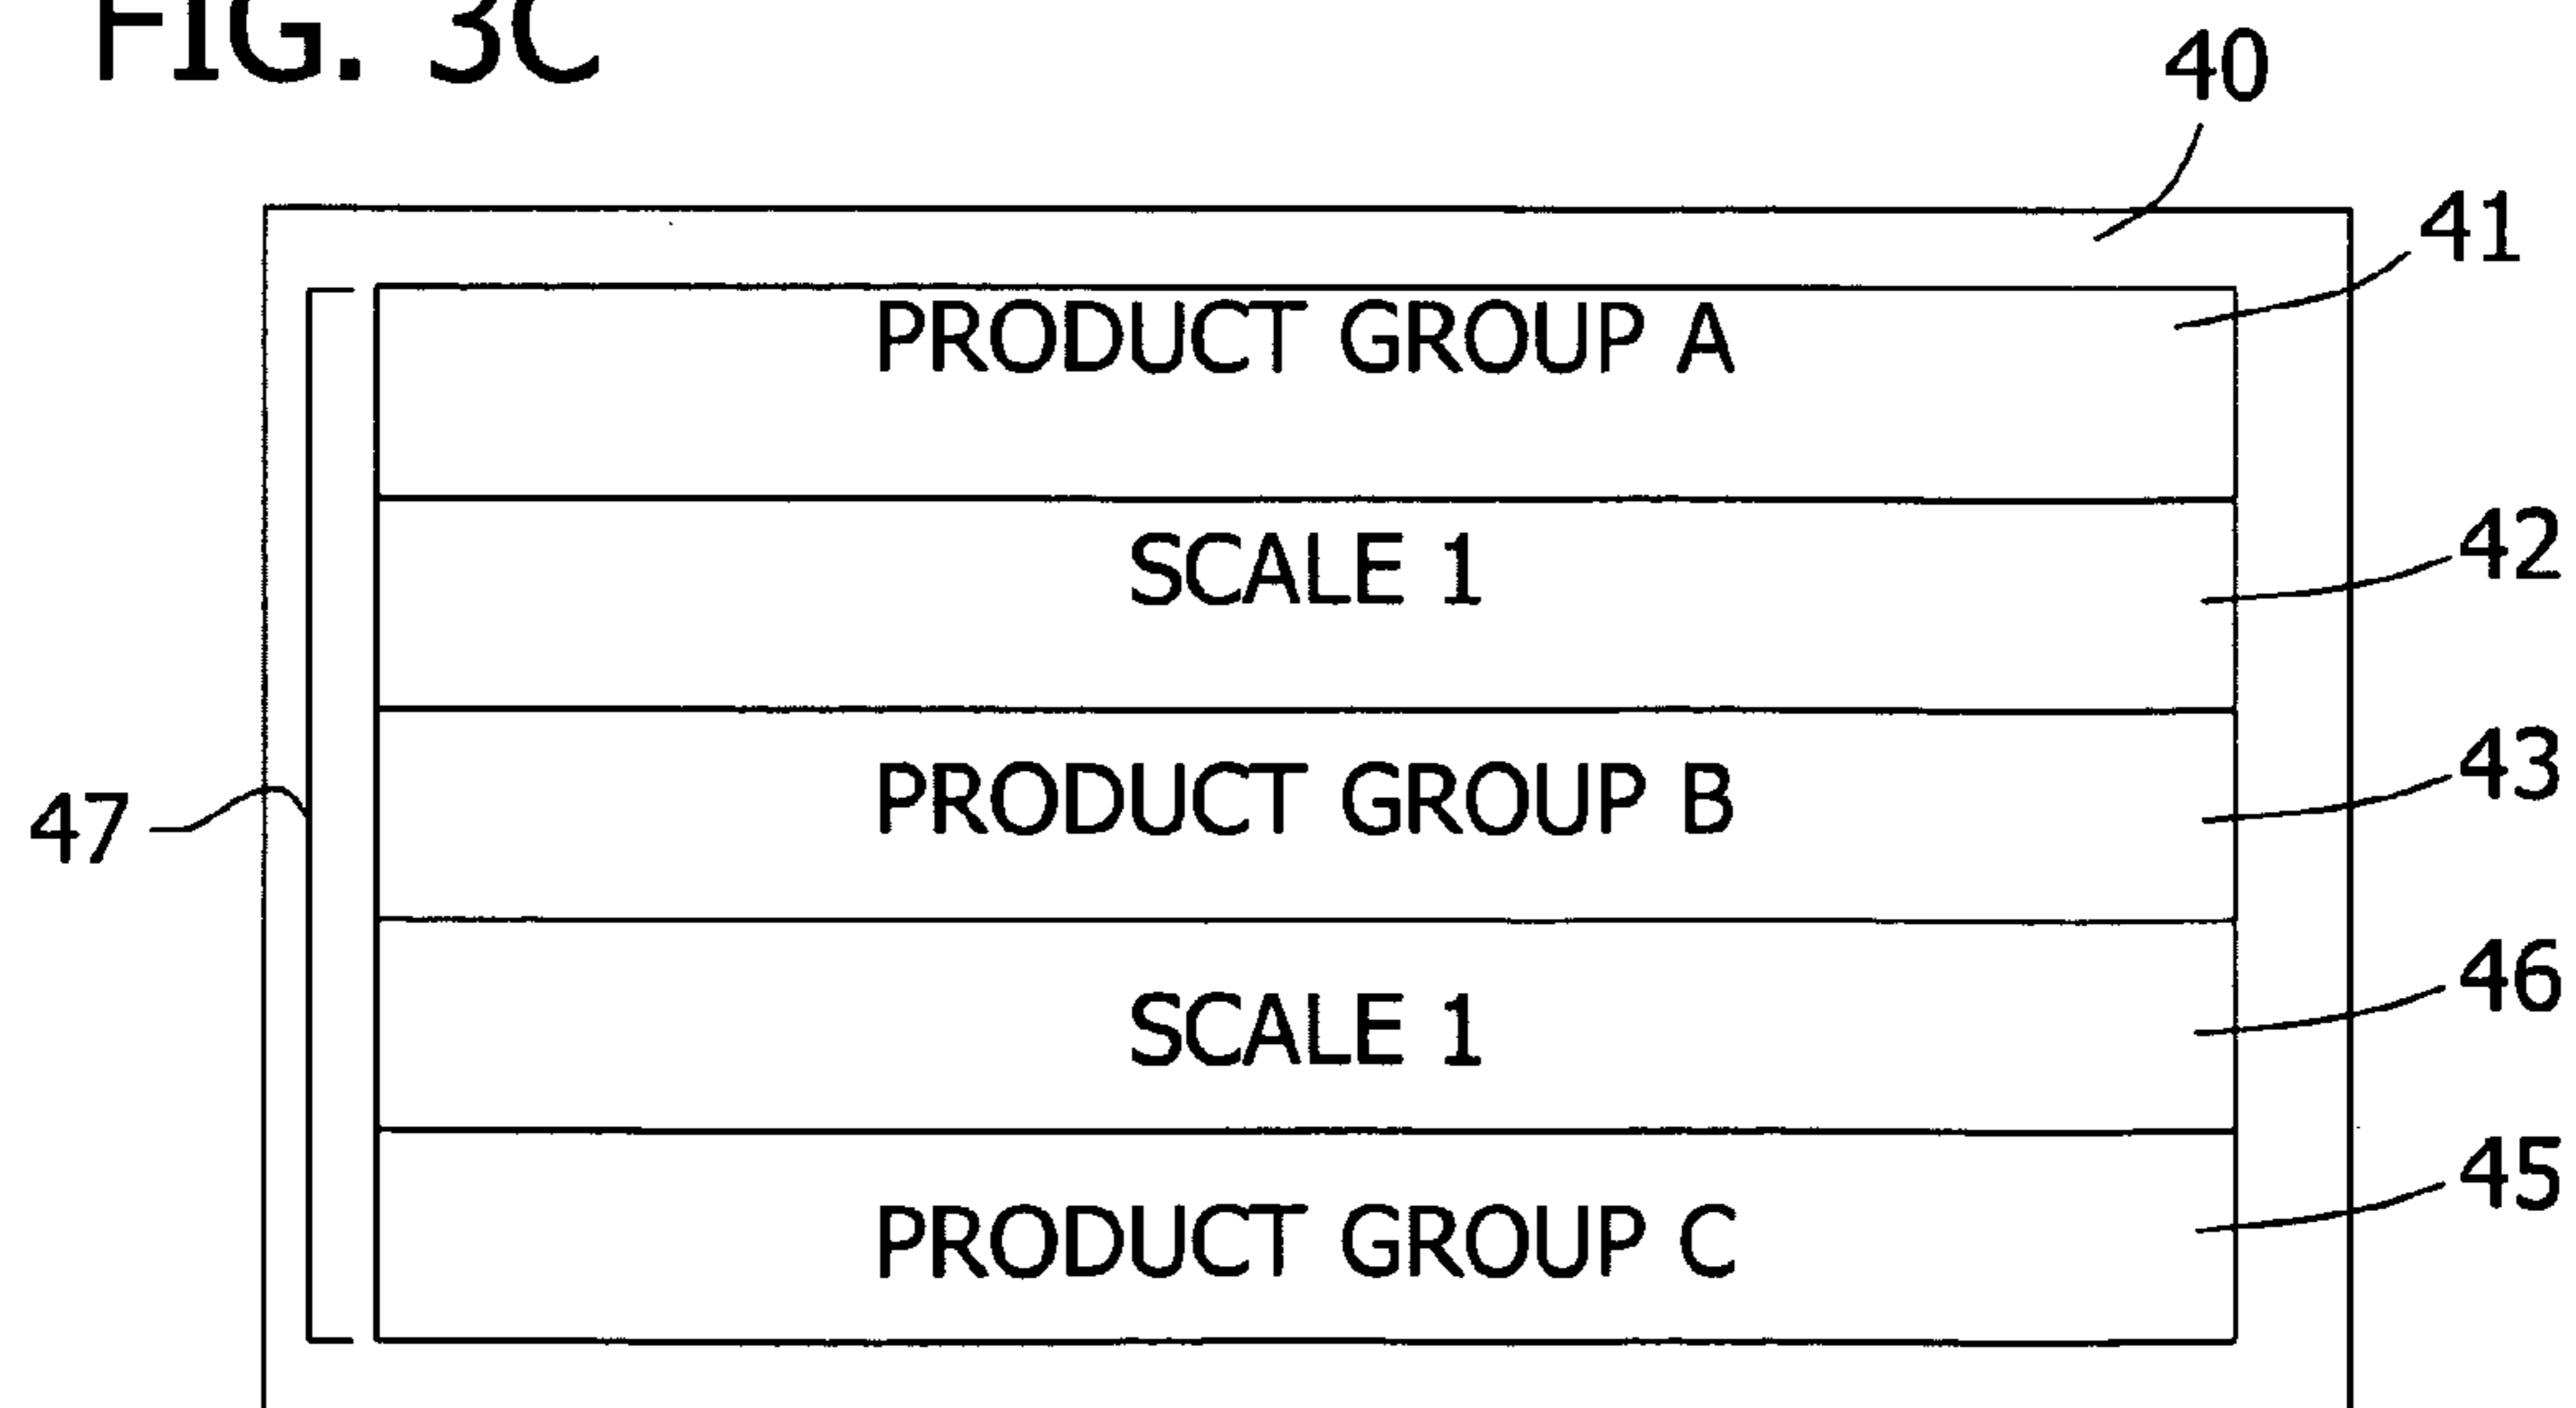 FIG. 3C
40
41
PRODUCT GROUP A
42
SCALE 1
43
PRODUCT GROUP B
47
46
SCALE 1
45
PRODUCT GROUP C